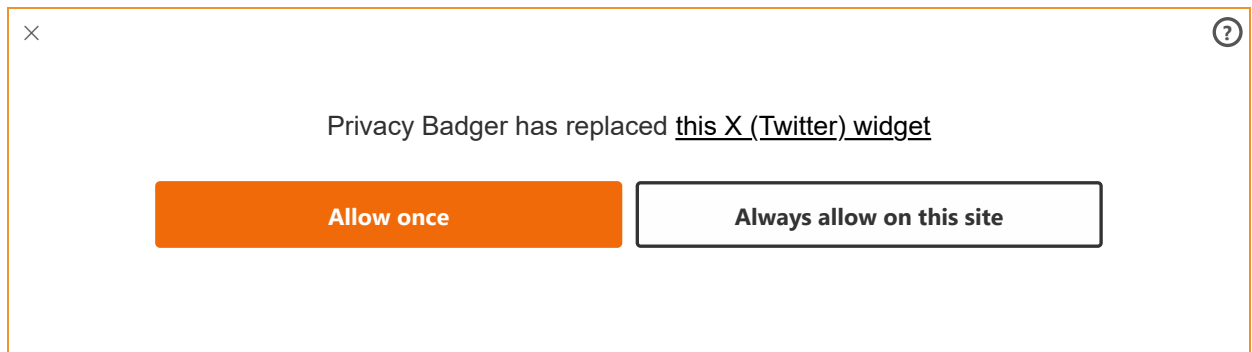 ?
Privacy Badger has replaced this X (Twitter) widget
Allow once
Always allow on this site